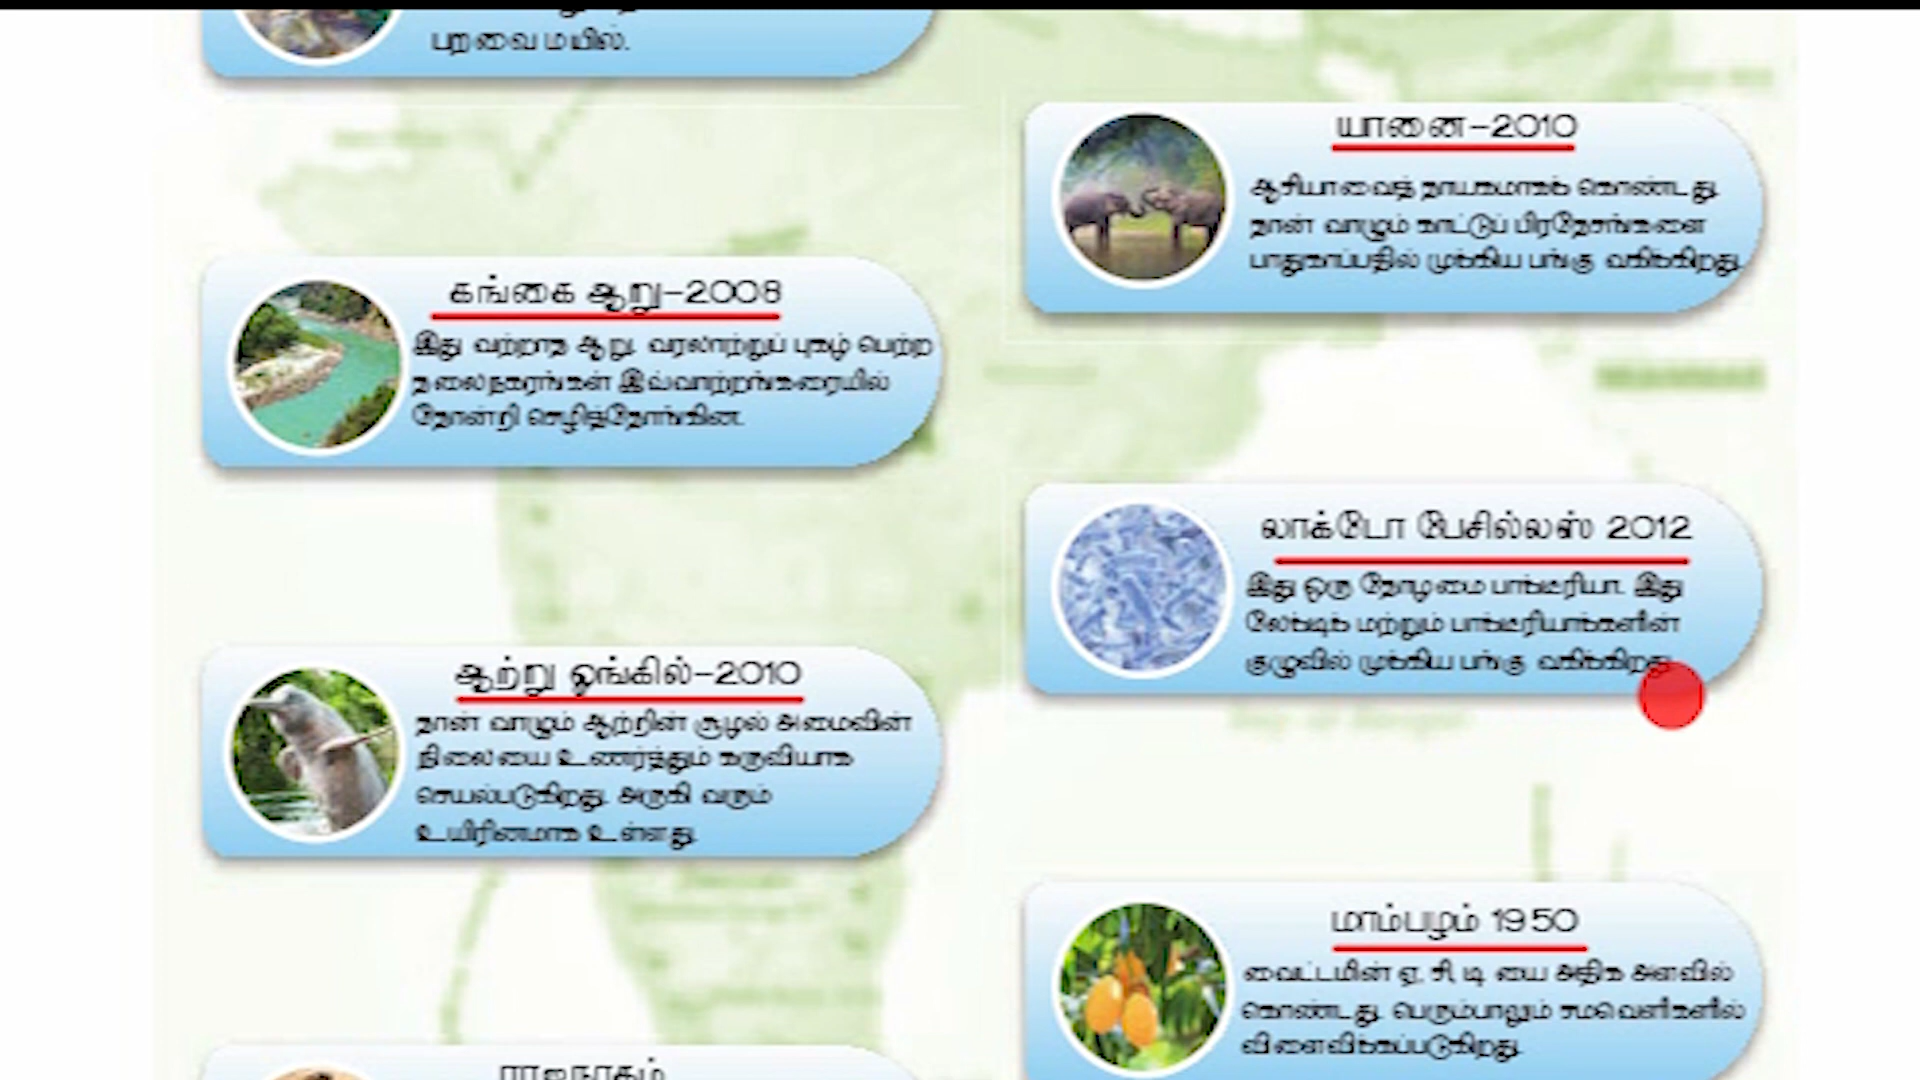 பறவை மயில்.
யானை–2010
ஆசியாவைத் தாயகமாகக் கொண்டது.
தான் வாழும் காட்டுப் பிரதேசங்களை
பாதுகாப்பதில் முக்கிய பங்கு வகிக்கிறது.
கங்கை ஆறு–2008
இது வற்றாத ஆறு. வரலாற்றுப் புகழ் பெற்ற
தலைநகரங்கள் இவ்வாற்றங்கரையில்
தோன்றி செழித்தோங்கின.
லாக்டோ பேசில்லஸ் 2012
இது ஒரு தோழமை பாக்டீரியா. இது
லேக்டிக் மற்றும் பாக்டீரியாங்களின்
குழுவில் முக்கிய பங்கு வகிக்கிறது.
ஆற்று ஓங்கில்–2010
தான் வாழும் ஆற்றின் சூழல் அமைவின்
நிலையை உணர்த்தும் கருவியாக
செயல்படுகிறது. அருகி வரும்
உயிரினமாக உள்ளது.
மாம்பழம் 1950
வைட்டமின் ஏ, சி, டி யை அதிக அளவில்
கொண்டது. பெரும்பாலும் சமவெளிகளில்
விளைவிக்கப்படுகிறது.
ராஜநாகம்